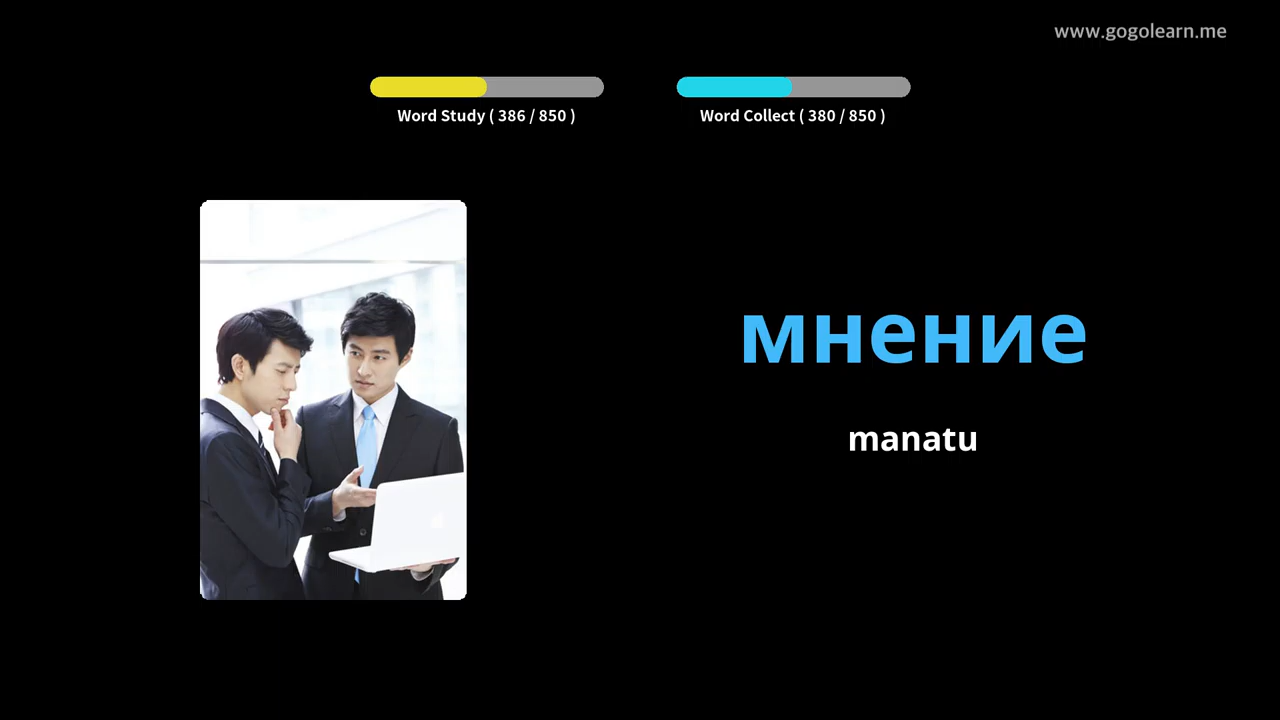 www.gogolearn.me
Word Study ( 386 / 850 )
Word Collect ( 380 / 850 )
мнение
manatu